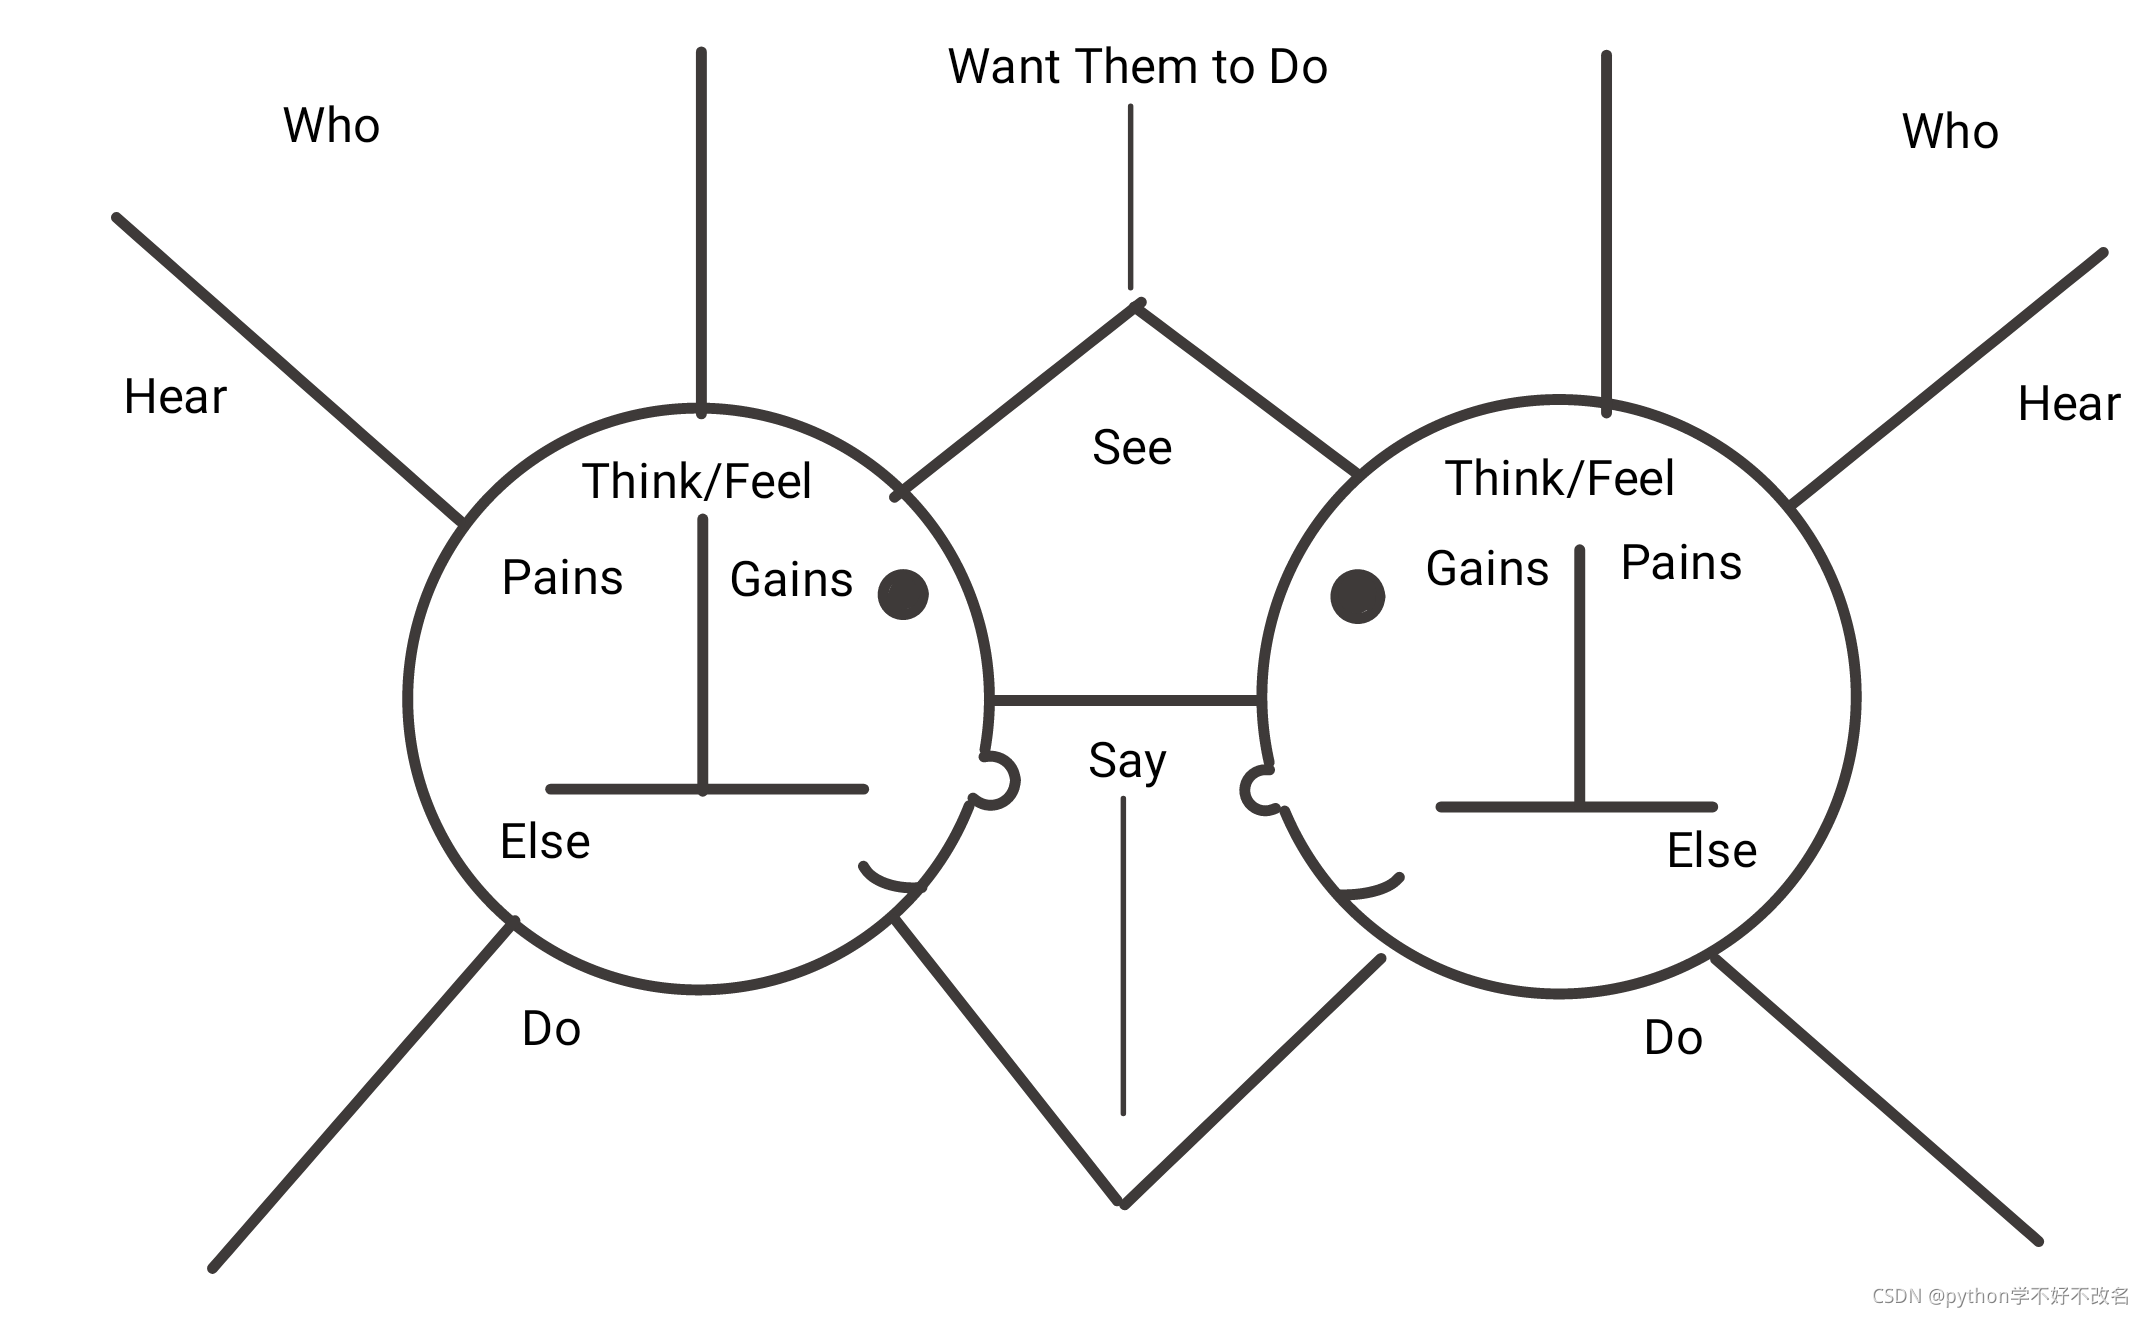 Want Them to Do
Who
Who
Hear
Hear
See
Think/Feel
Think/Feel
Pains
Gains
Gains
Pains
Say
Else
Else
Do
Do
CSDN @python学不好不改名